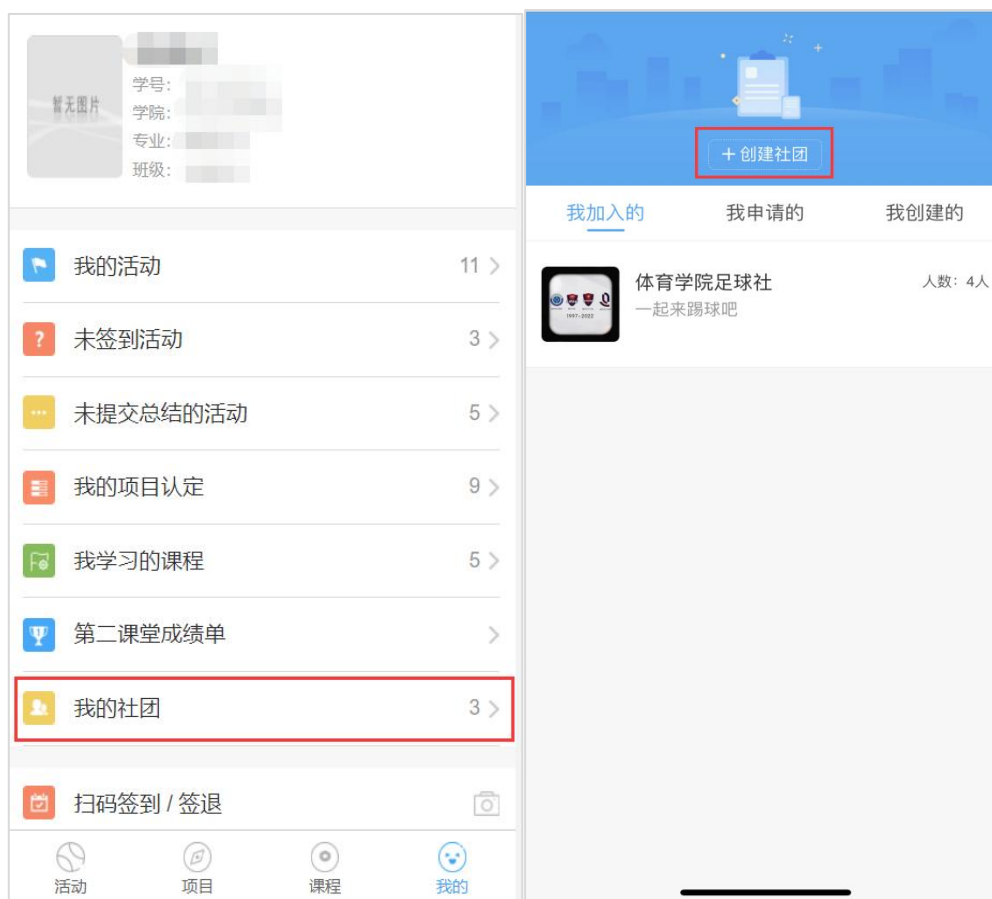 暂无图片
学号：
学院：
专业：
班级：
我的活动 11
未签到活动 3
未提交总结的活动 5
我的项目认定 9
我学习的课程 5
第二课堂成绩单
我的社团 3
扫码签到 / 签退
活动 项目 课程 我的
+ 创建社团
我加入的 我申请的 我创建的
体育学院足球社 人数：4人
一起来踢球吧
1997-2022